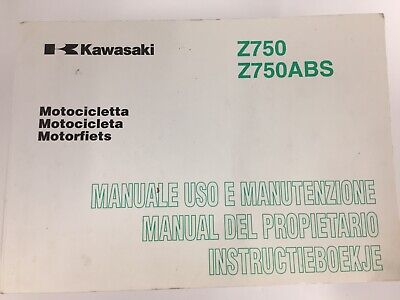 Kawasaki
Z750
Z750ABS
Motocicletta
Motocicleta
Motorfiets
MANUALE USO E MANUTENZIONE
MANUAL DEL PROPIETARIO
INSTRUCTIEBOEKJE